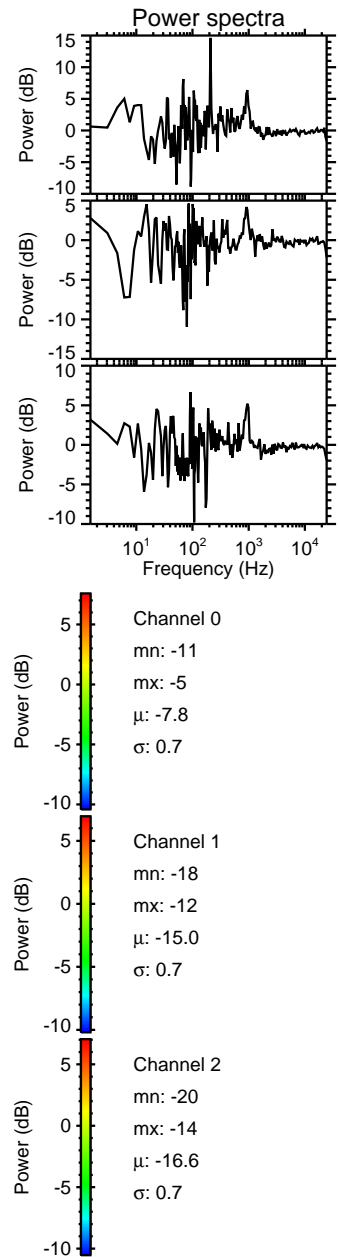 Power spectra
15
10
5
0
-5
-10
Power (dB)
5
0
-5
-10
-15
Power (dB)
10
5
0
-5
-10
Power (dB)
10¹ 10² 10³ 10⁴
Frequency (Hz)
5
0
-5
-10
Power (dB)
Channel 0
mn: -11
mx: -5
μ: -7.8
σ: 0.7
5
0
-5
-10
Power (dB)
Channel 1
mn: -18
mx: -12
μ: -15.0
σ: 0.7
5
0
-5
-10
Power (dB)
Channel 2
mn: -20
mx: -14
μ: -16.6
σ: 0.7